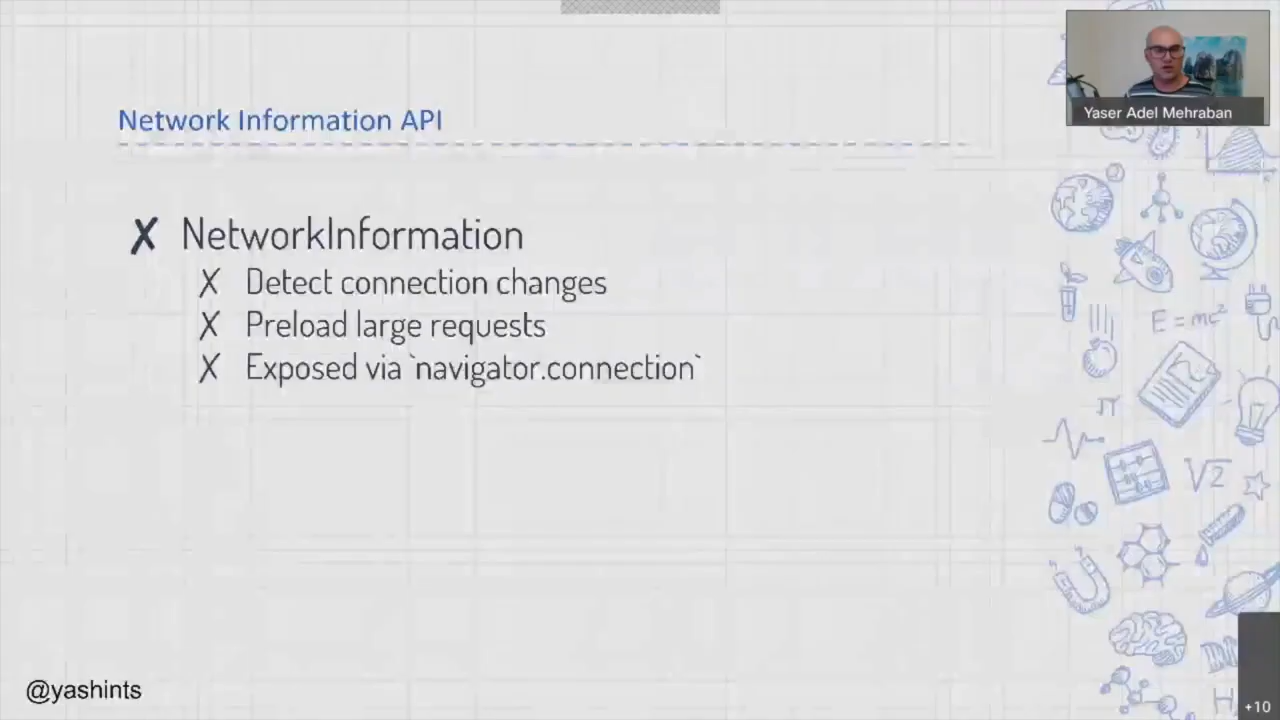 Yaser Adel Mehraban
Network Information API
✗ NetworkInformation
✗ Detect connection changes
✗ Preload large requests
✗ Exposed via `navigator.connection`
E=mc²
π
√2
H
@yashints
+10